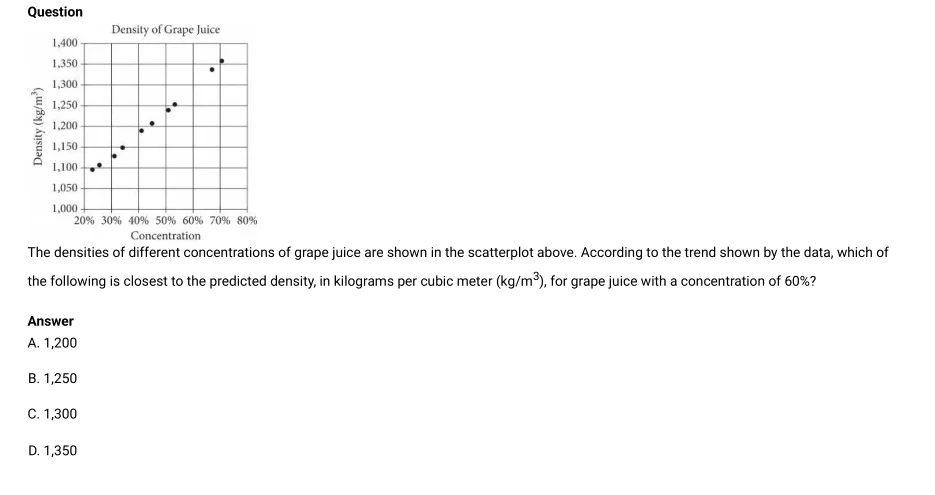 Question
Density of Grape Juice
1,400
1,350
1,300
1,250
1,200
1,150
1,100
1,050
1,000
Density (kg/m³)
20% 30% 40% 50% 60% 70% 80%
Concentration
The densities of different concentrations of grape juice are shown in the scatterplot above. According to the trend shown by the data, which of
the following is closest to the predicted density, in kilograms per cubic meter (kg/m³), for grape juice with a concentration of 60%?
Answer
A. 1,200
B. 1,250
C. 1,300
D. 1,350